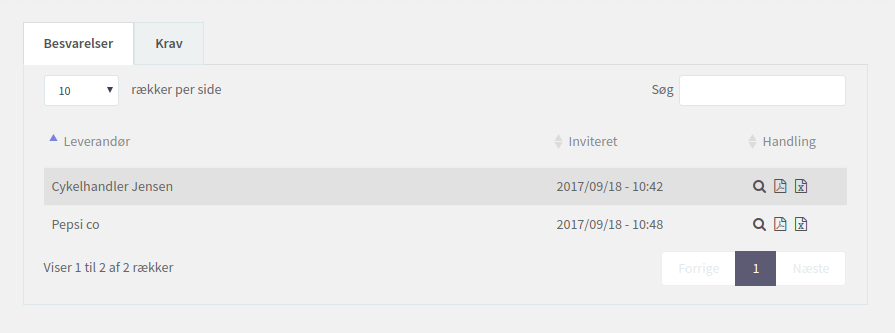 Besvarelser Krav
10 rækker per side Søg
Leverandør Inviteret Handling
Cykelhandler Jensen 2017/09/18 - 10:42
Pepsi co 2017/09/18 - 10:48
Viser 1 til 2 af 2 rækker Forrige 1 Næste